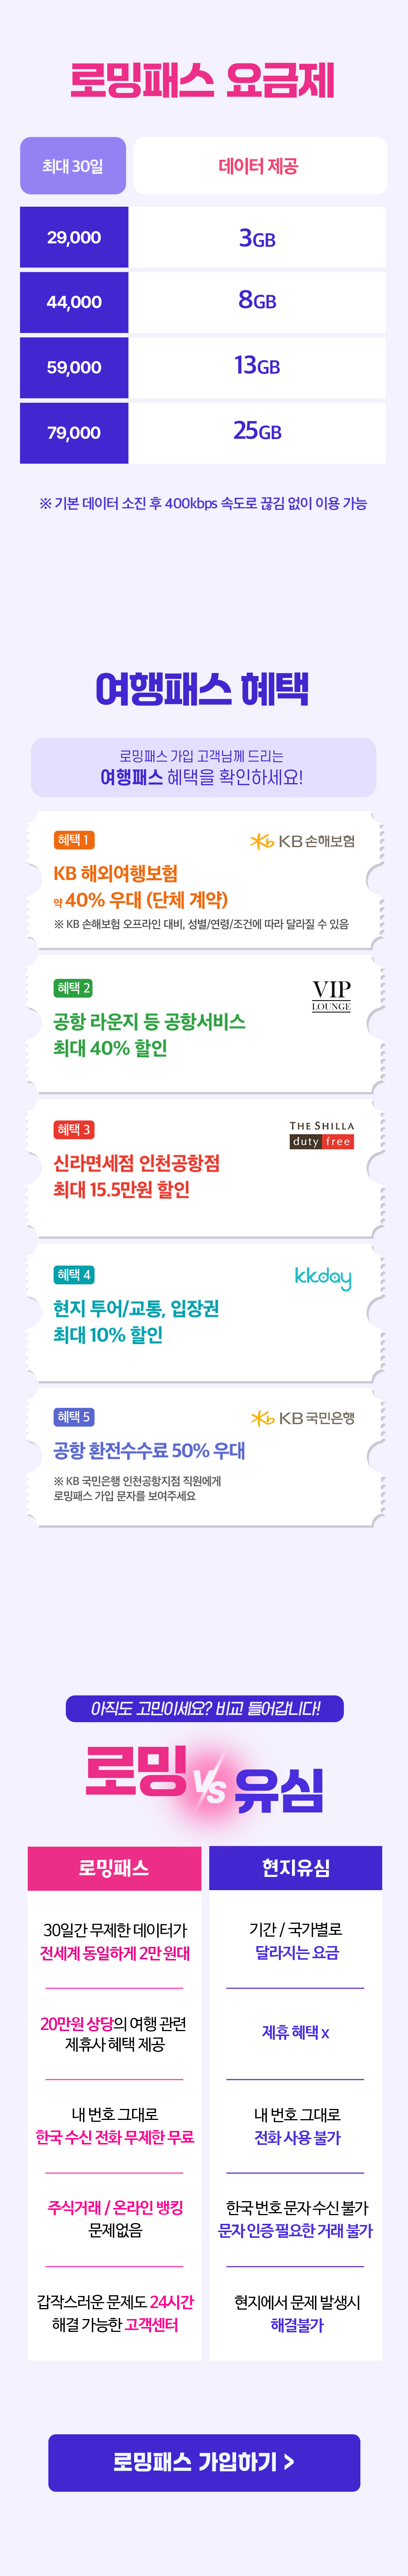 로밍패스 요금제
최대 30일
데이터 제공
29,000
3GB
44,000
8GB
59,000
13GB
79,000
25GB
※ 기본 데이터 소진 후 400kbps 속도로 끊김 없이 이용 가능
여행패스 혜택
로밍패스 가입 고객님께 드리는
여행패스 혜택을 확인하세요!
혜택 1
KB 손해보험
KB 해외여행보험
약 40% 우대 (단체 계약)
※ KB 손해보험 오프라인 대비, 성별/연령/조건에 따라 달라질 수 있음
혜택 2
VIP
LOUNGE
공항 라운지 등 공항서비스
최대 40% 할인
혜택 3
THE SHILLA
duty free
신라면세점 인천공항점
최대 15.5만원 할인
혜택 4
kkday
현지 투어/교통, 입장권
최대 10% 할인
혜택 5
KB 국민은행
공항 환전수수료 50% 우대
※ KB 국민은행 인천공항지점 직원에게
로밍패스 가입 문자를 보여주세요
아직도 고민이세요? 비교 들어갑니다!
로밍 VS 유심
로밍패스
현지유심
30일간 무제한 데이터가
전세계 동일하게 2만 원대
기간 / 국가별로
달라지는 요금
20만원 상당의 여행 관련
제휴사 혜택 제공
제휴 혜택 x
내 번호 그대로
한국 수신 전화 무제한 무료
내 번호 그대로
전화 사용 불가
주식거래 / 온라인 뱅킹
문제없음
한국 번호 문자 수신 불가
문자 인증 필요한 거래 불가
갑작스러운 문제도 24시간
해결 가능한 고객센터
현지에서 문제 발생시
해결불가
로밍패스 가입하기 >